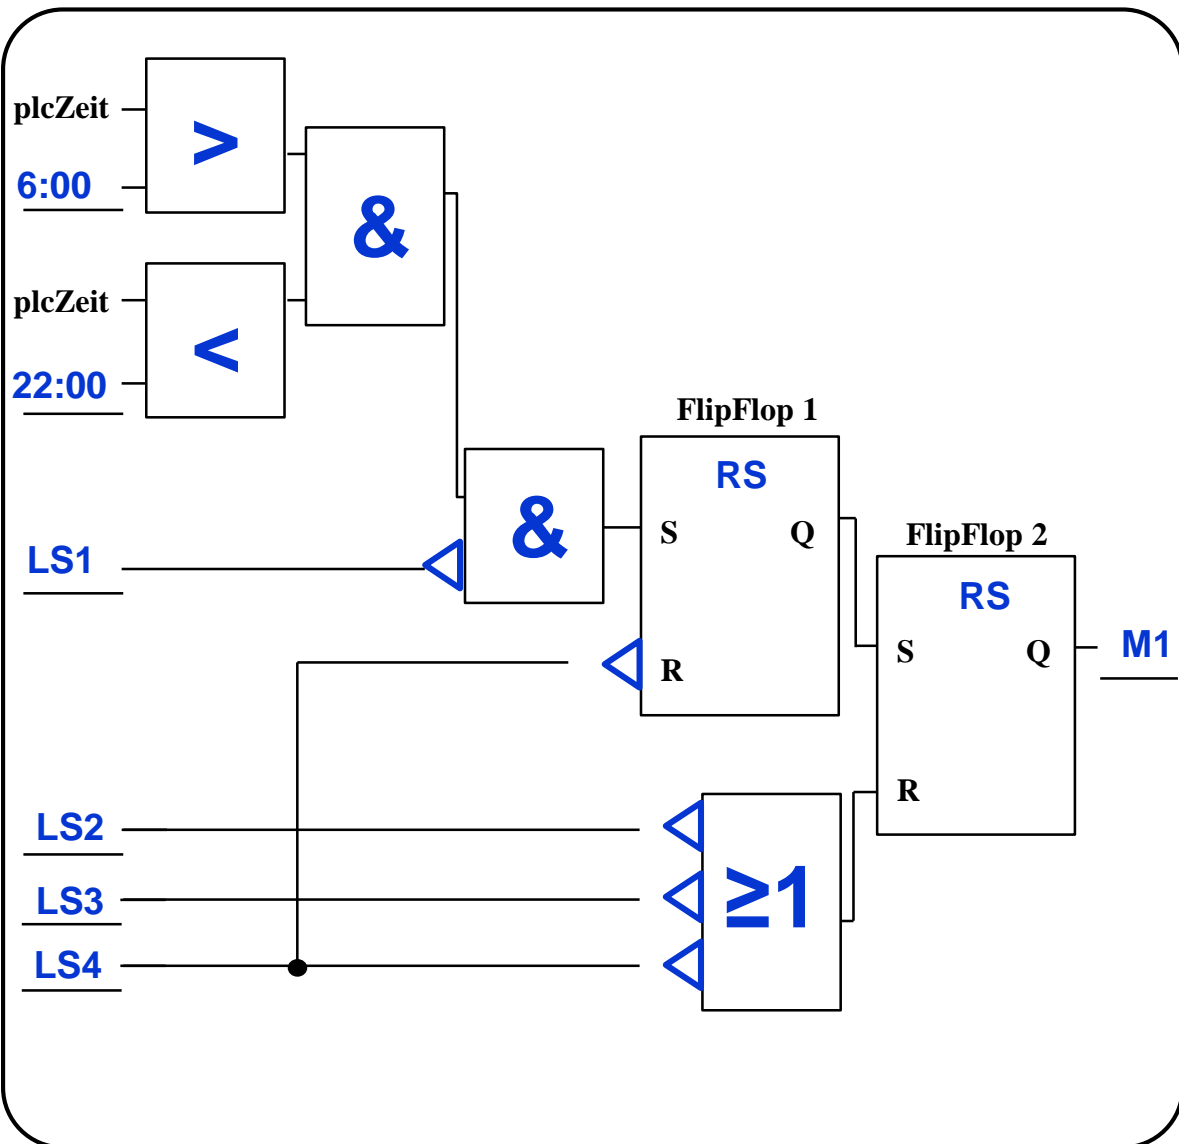 plcZeit
>
6:00
&
plcZeit
<
22:00
FlipFlop 1
RS
&
S
Q
FlipFlop 2
LS1
RS
R
S
Q
M1
R
LS2
LS3
≥1
LS4